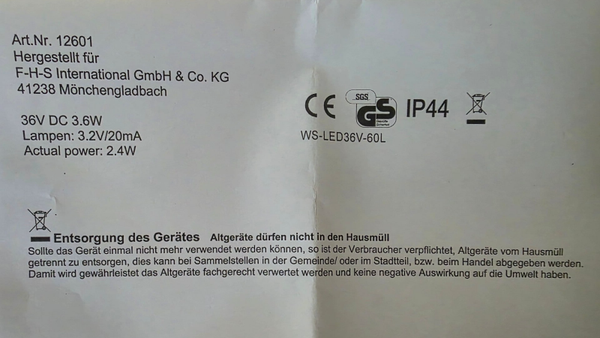 Art.Nr. 12601
Hergestellt für
F-H-S International GmbH & Co. KG
41238 Mönchengladbach
36V DC 3.6W
Lampen: 3.2V/20mA
Actual power: 2.4W
CE SGS GS IP44
WS-LED36V-60L
Entsorgung des Gerätes Altgeräte dürfen nicht in den Hausmüll
Sollte das Gerät einmal nicht mehr verwendet werden können, so ist der Verbraucher verpflichtet, Altgeräte vom Hausmüll
getrennt zu entsorgen, dies kann bei Sammelstellen in der Gemeinde/ oder im Stadtteil, bzw. beim Handel abgegeben werden.
Damit wird gewährleistet das Altgeräte fachgerecht verwertet werden und keine negative Auswirkung auf die Umwelt haben.